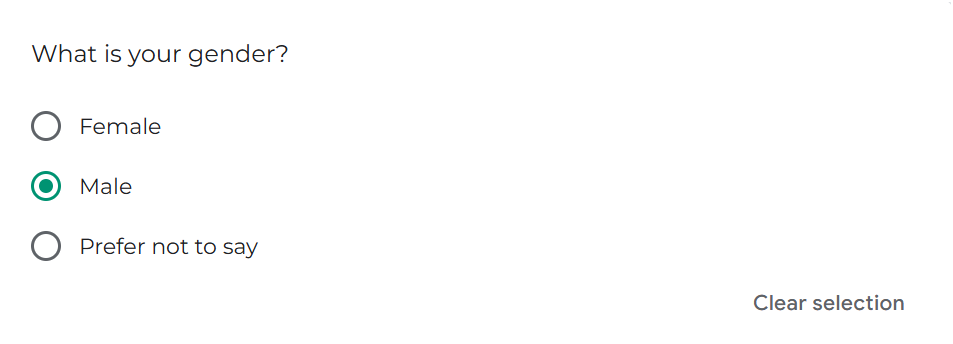 What is your gender?
Female
Male
Prefer not to say
Clear selection